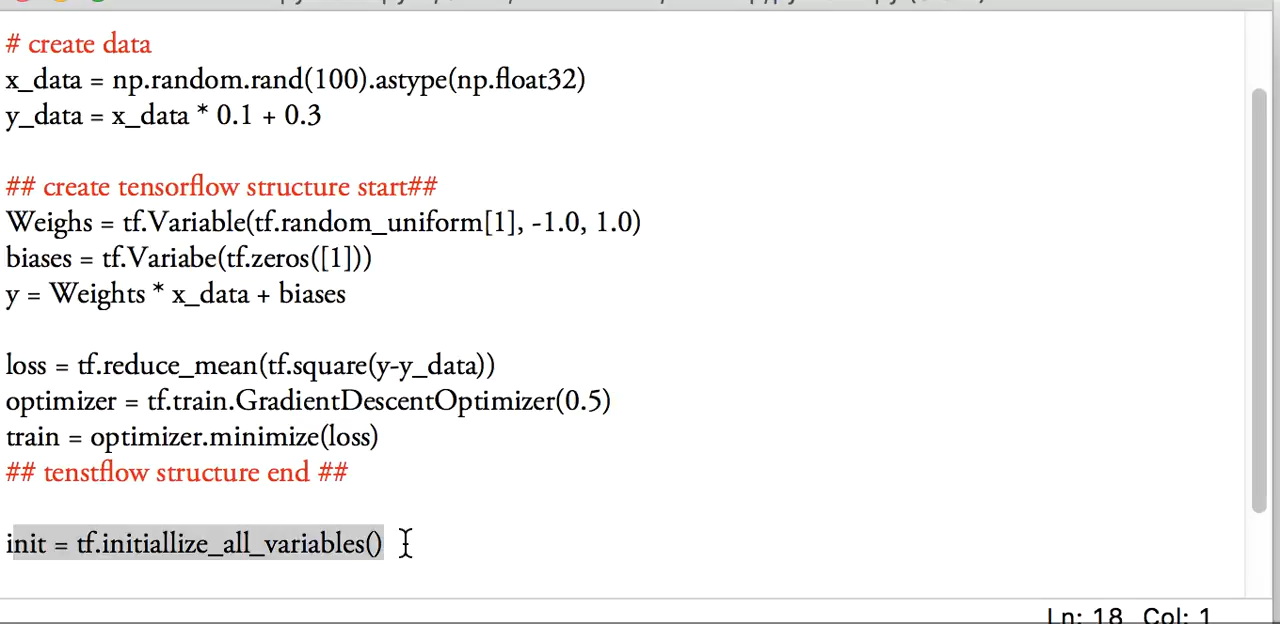 # create data
x_data = np.random.rand(100).astype(np.float32)
y_data = x_data * 0.1 + 0.3
## create tensorflow structure start##
Weighs = tf.Variable(tf.random_uniform[1], -1.0, 1.0)
biases = tf.Variabe(tf.zeros([1]))
y = Weights * x_data + biases
loss = tf.reduce_mean(tf.square(y-y_data))
optimizer = tf.train.GradientDescentOptimizer(0.5)
train = optimizer.minimize(loss)
## tenstflow structure end ##
init = tf.initiallize_all_variables()
Ln: 18 Col: 1